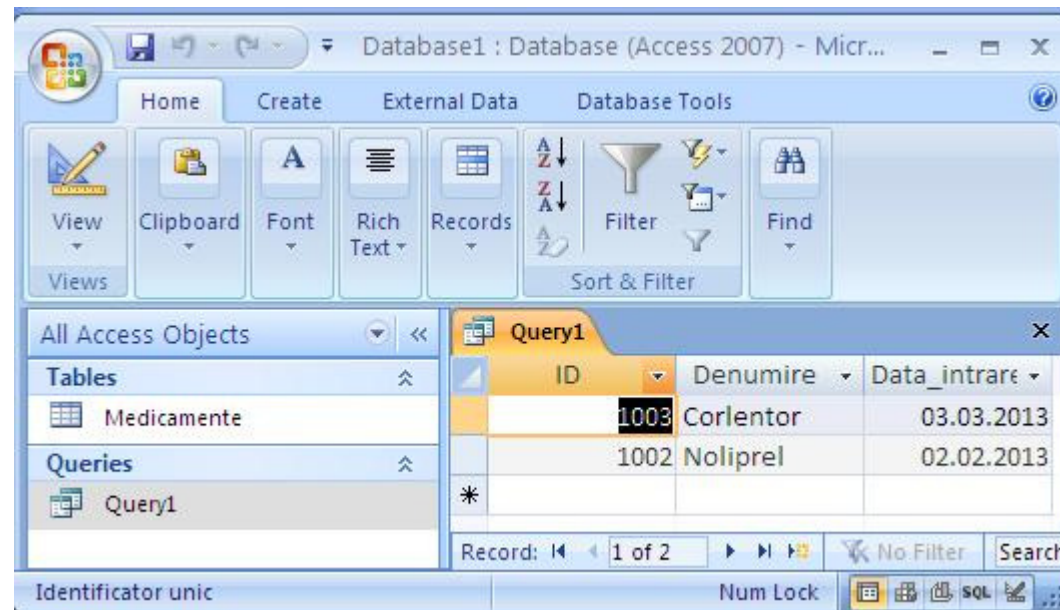 Database1 : Database (Access 2007) - Micr...
Home Create External Data Database Tools
View Clipboard Font Rich Text Records Filter Find
Views Sort & Filter
All Access Objects
Query1
ID Denumire Data_intrare
Tables
Medicamente
1003 Corlentor 03.03.2013
Queries
1002 Noliprel 02.02.2013
Query1
Record: 1 of 2 No Filter Search
Identificator unic Num Lock SQL